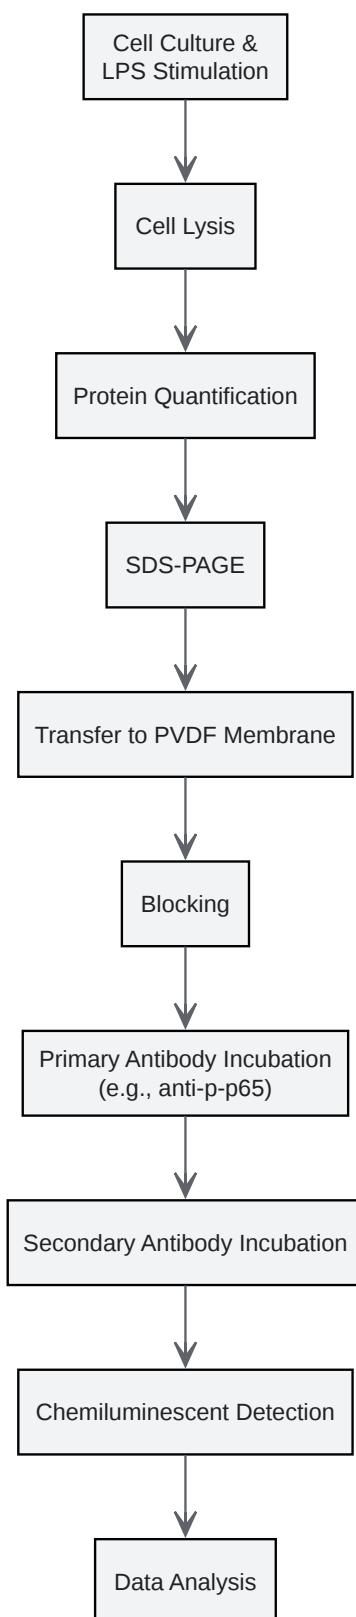 Cell Culture &
LPS Stimulation
Cell Lysis
Protein Quantification
SDS-PAGE
Transfer to PVDF Membrane
Blocking
Primary Antibody Incubation
(e.g., anti-p-p65)
Secondary Antibody Incubation
Chemiluminescent Detection
Data Analysis